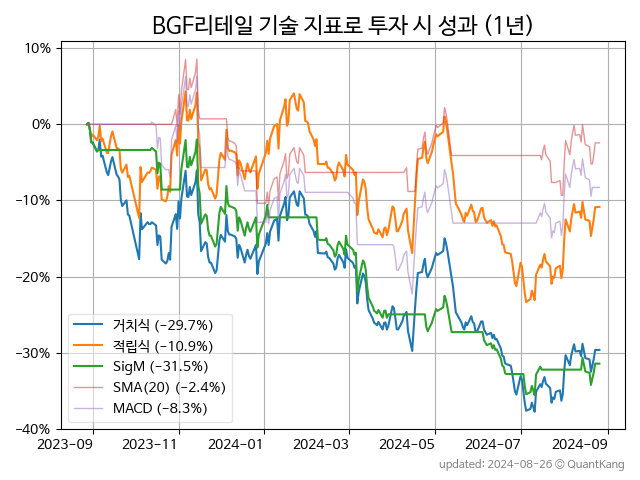 BGF리테일 기술 지표로 투자 시 성과 (1년)
10%
0%
−10%
−20%
−30%
−40%
거치식 (−29.7%)
적립식 (−10.9%)
SigM (−31.5%)
SMA(20) (−2.4%)
MACD (−8.3%)
2023-09 2023-11 2024-01 2024-03 2024-05 2024-07 2024-09
updated: 2024-08-26 © QuantKang